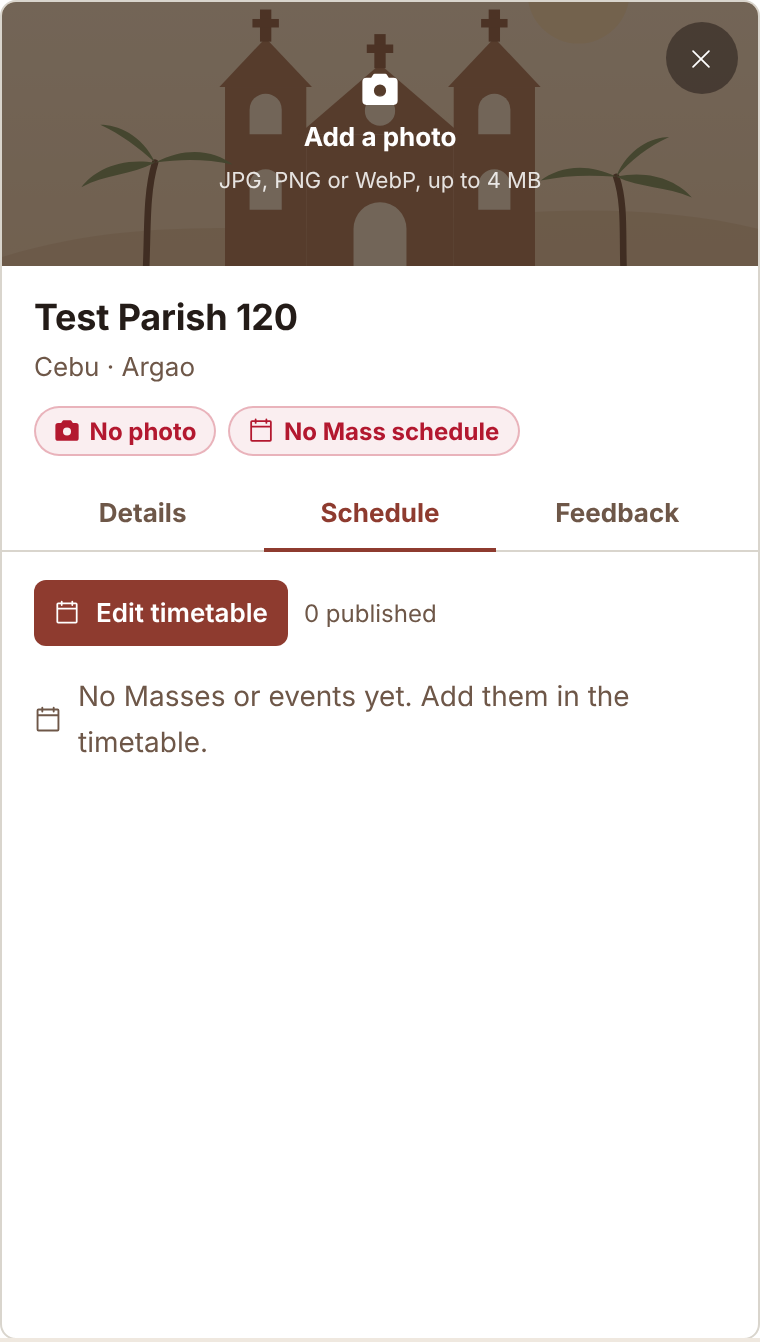 Add a photo
JPG, PNG or WebP, up to 4 MB
Test Parish 120
Cebu · Argao
No photo
No Mass schedule
Details
Schedule
Feedback
Edit timetable
0 published
No Masses or events yet. Add them in the
timetable.